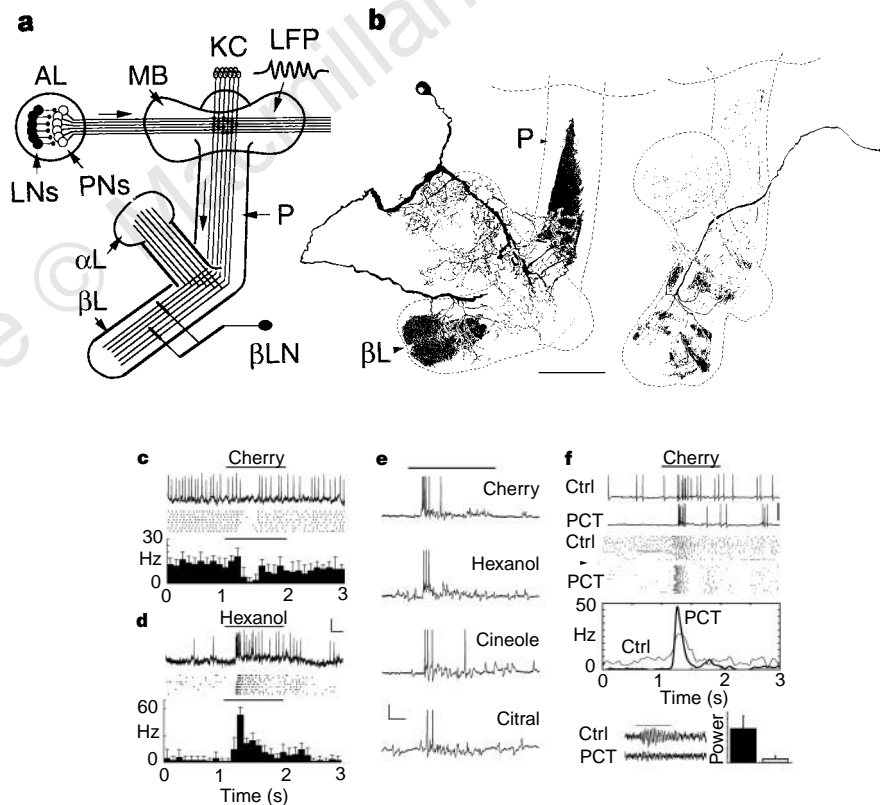 a
b
KC
LFP
AL
MB
LNs
PNs
P
αL
βL
βLN
P
βL
c
Cherry
30
Hz
0
0 1 2 3
d
Hexanol
60
Hz
0
0 1 2 3
Time (s)
e
Cherry
Hexanol
Cineole
Citral
f
Cherry
Ctrl
PCT
Ctrl
PCT
50
Hz
0
PCT
Ctrl
0 1 2 3
Time (s)
Ctrl
PCT
Power
e © Macmillan